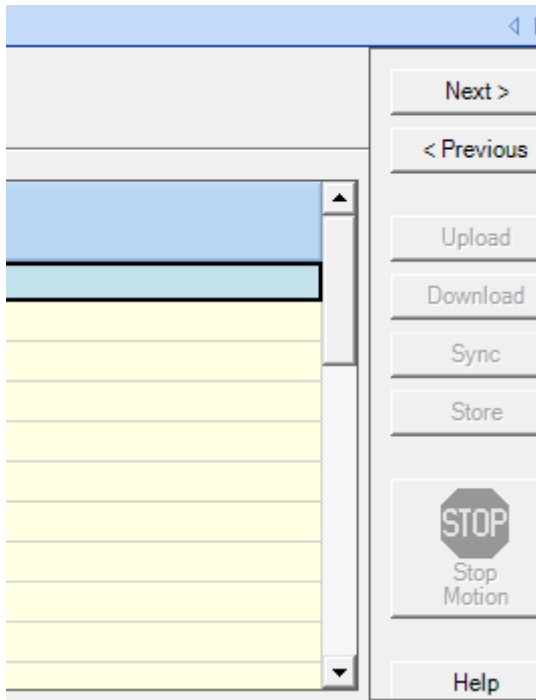 Next >
< Previous
Upload
Download
Sync
Store
STOP
Stop
Motion
Help